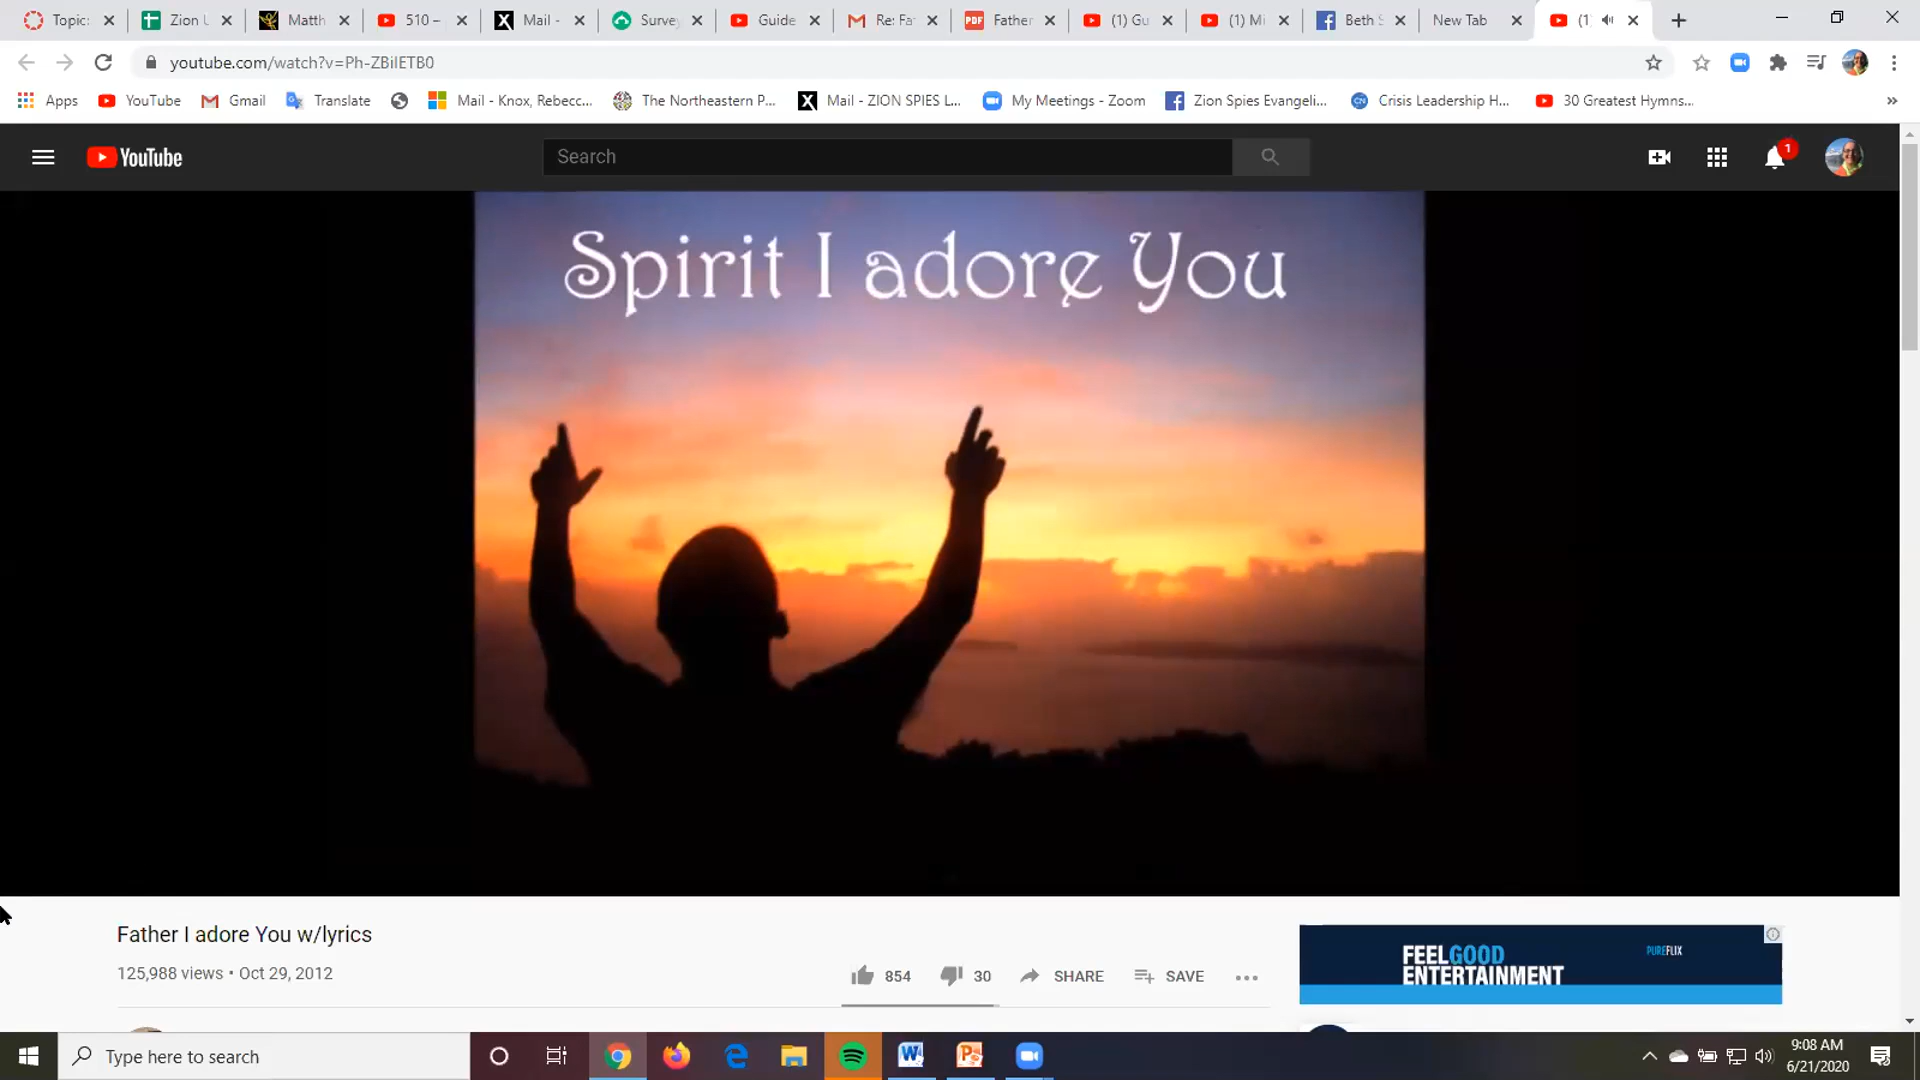 Topic:
Zion U
Matth
510 –
Mail -
Survey
Guide
Re: Fa
PDF
Father
(1) Gu
(1) Mi
Beth S
New Tab
(1)
youtube.com/watch?v=Ph-ZBilETB0
Apps
YouTube
Gmail
Translate
Mail - Knox, Rebecc...
The Northeastern P...
Mail - ZION SPIES L...
My Meetings - Zoom
Zion Spies Evangeli...
Crisis Leadership H...
30 Greatest Hymns...
»
YouTube
Search
1
Spirit I adore You
Father I adore You w/lyrics
125,988 views • Oct 29, 2012
854
30
SHARE
SAVE
FEELGOOD
ENTERTAINMENT
PUREFLIX
Type here to search
9:08 AM
6/21/2020